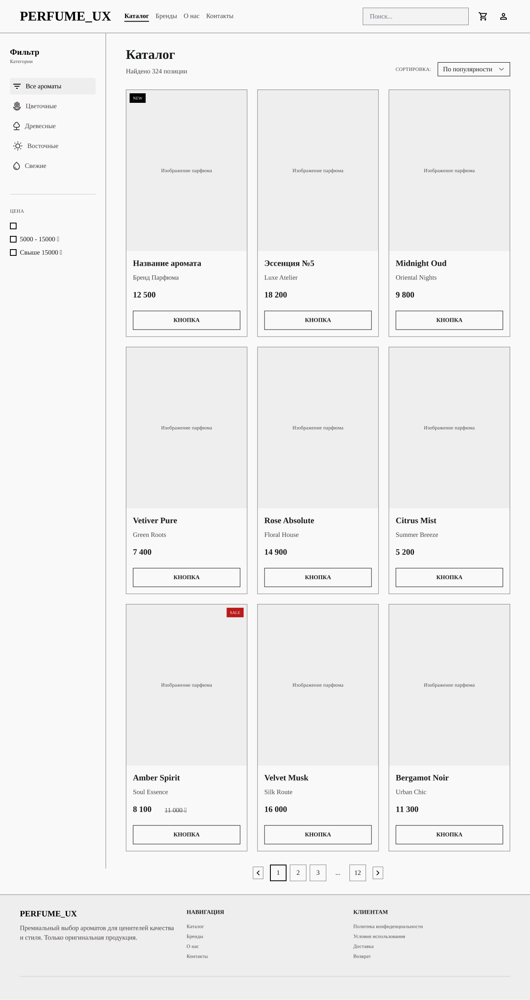 PERFUME_UX
Каталог Бренды О нас Контакты
Поиск...
Фильтр
Категории
Все ароматы
Цветочные
Древесные
Восточные
Свежие
ЦЕНА
5000 - 15000
Свыше 15000
Каталог
Найдено 324 позиции
СОРТИРОВКА: По популярности
NEW
Изображение парфюма Изображение парфюма Изображение парфюма
Название аромата Эссенция №5 Midnight Oud
Бренд Парфюма Luxe Atelier Oriental Nights
12 500 18 200 9 800
КНОПКА КНОПКА КНОПКА
Изображение парфюма Изображение парфюма Изображение парфюма
Vetiver Pure Rose Absolute Citrus Mist
Green Roots Floral House Summer Breeze
7 400 14 900 5 200
КНОПКА КНОПКА КНОПКА
SALE
Изображение парфюма Изображение парфюма Изображение парфюма
Amber Spirit Velvet Musk Bergamot Noir
Soul Essence Silk Route Urban Chic
8 100 11 000 16 000 11 300
КНОПКА КНОПКА КНОПКА
1 2 3 ... 12
PERFUME_UX
Премиальный выбор ароматов для ценителей качества
и стиля. Только оригинальная продукция.
НАВИГАЦИЯ
Каталог
Бренды
О нас
Контакты
КЛИЕНТАМ
Политика конфиденциальности
Условия использования
Доставка
Возврат